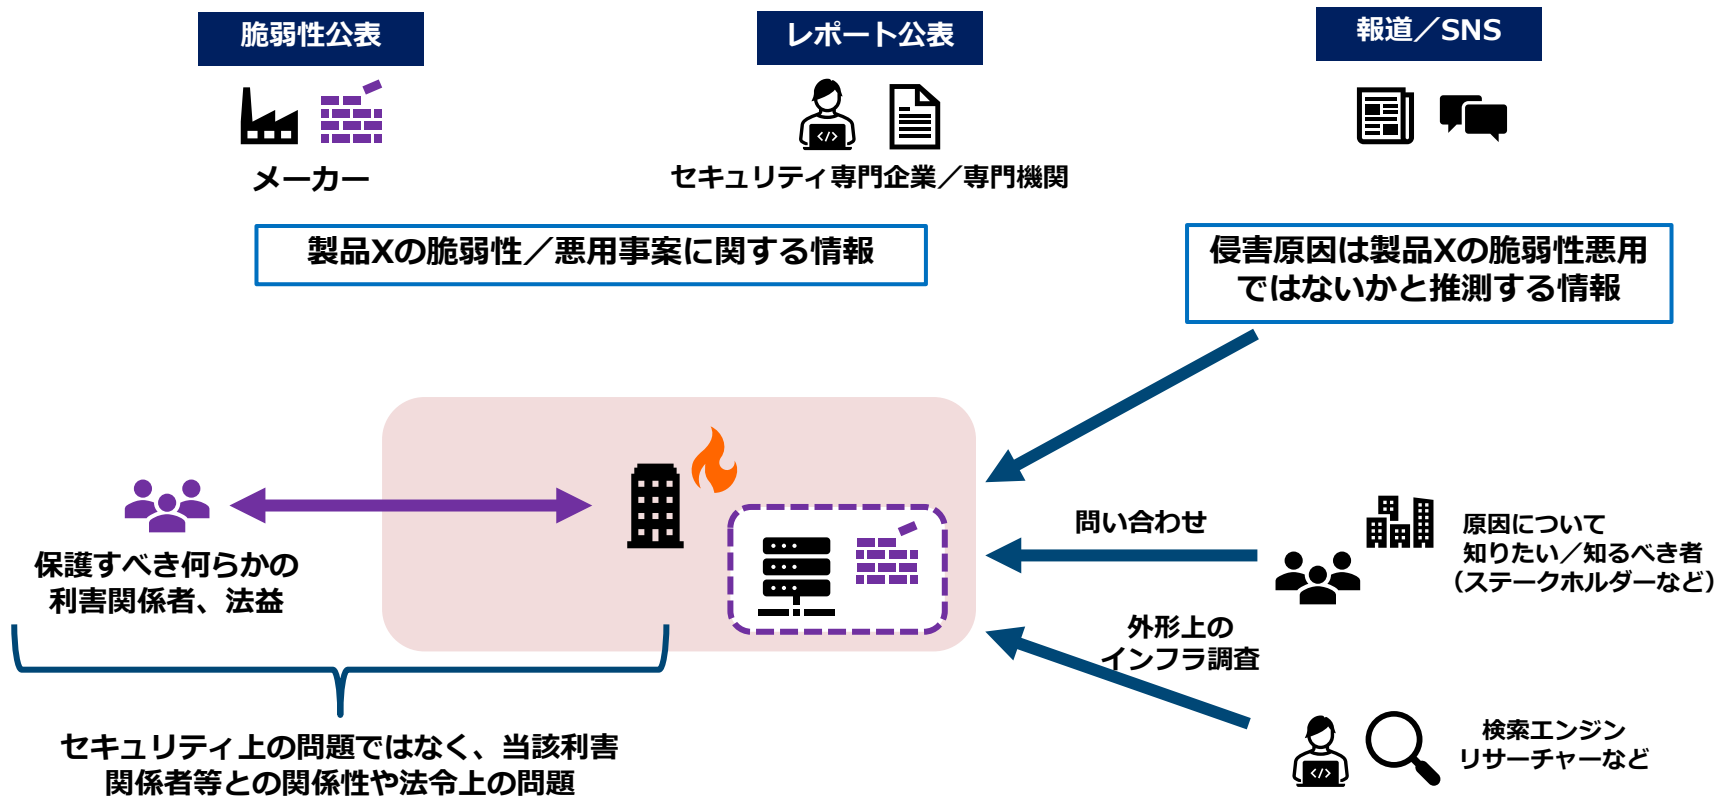 脆弱性公表
レポート公表
報道／SNS
メーカー
セキュリティ専門企業／専門機関
製品Xの脆弱性／悪用事案に関する情報
侵害原因は製品Xの脆弱性悪用
ではないかと推測する情報
保護すべき何らかの
利害関係者、法益
問い合わせ
原因について
知りたい／知るべき者
（ステークホルダーなど）
外形上の
インフラ調査
検索エンジン
リサーチャーなど
セキュリティ上の問題ではなく、当該利害
関係者等との関係性や法令上の問題